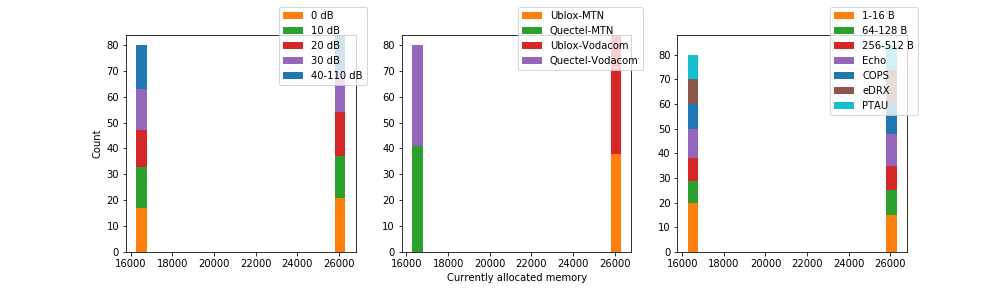 0 dB
10 dB
20 dB
30 dB
40-110 dB
Count
80
70
60
50
40
30
20
10
0
16000 18000 20000 22000 24000 26000
Ublox-MTN
Quectel-MTN
Ublox-Vodacom
Quectel-Vodacom
80
70
60
50
40
30
20
10
0
16000 18000 20000 22000 24000 26000
Currently allocated memory
1-16 B
64-128 B
256-512 B
Echo
COPS
eDRX
PTAU
80
70
60
50
40
30
20
10
0
16000 18000 20000 22000 24000 26000